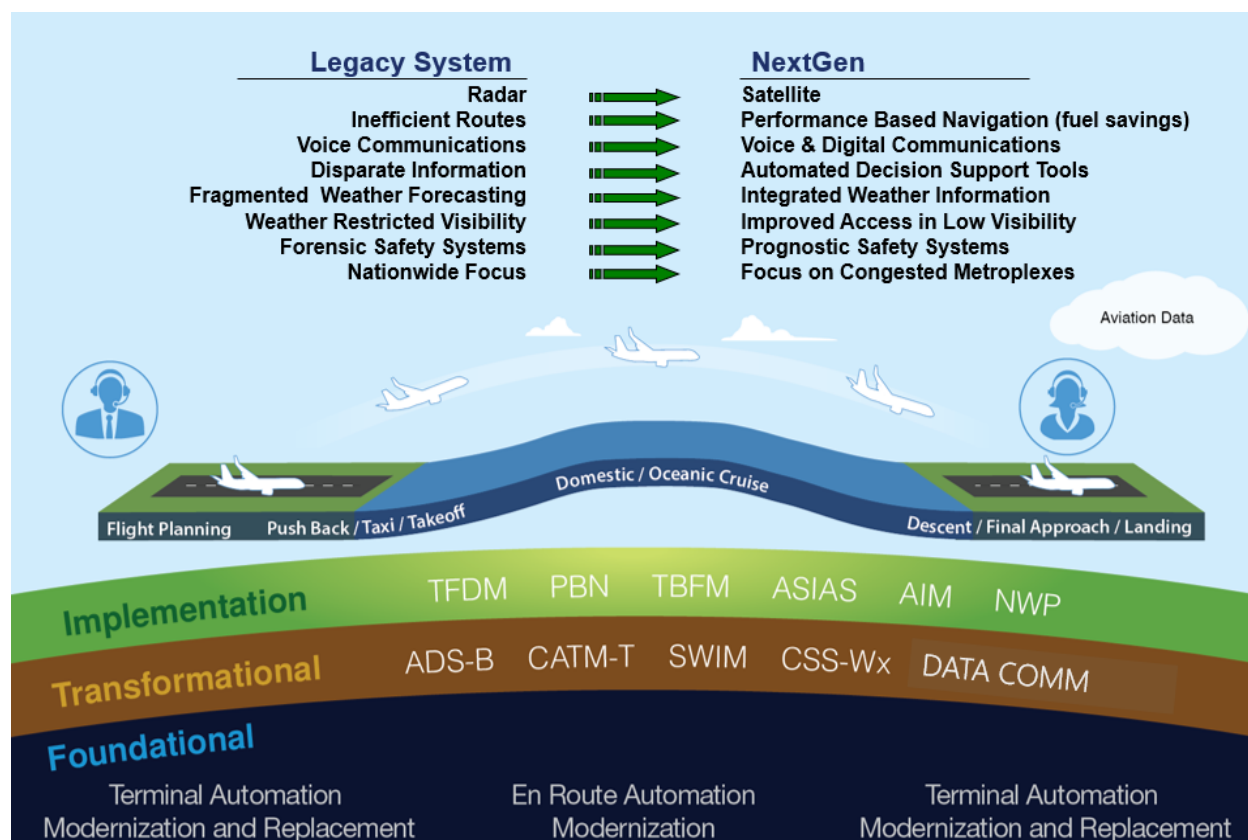 Legacy System
NextGen
Radar
Satellite
Inefficient Routes
Performance Based Navigation (fuel savings)
Voice Communications
Voice & Digital Communications
Disparate Information
Automated Decision Support Tools
Fragmented Weather Forecasting
Integrated Weather Information
Weather Restricted Visibility
Improved Access in Low Visibility
Forensic Safety Systems
Prognostic Safety Systems
Nationwide Focus
Focus on Congested Metroplexes
Aviation Data
Flight Planning
Push Back / Taxi / Takeoff
Domestic / Oceanic Cruise
Descent / Final Approach / Landing
Implementation
TFDM PBN TBFM ASIAS AIM NWP
Transformational
ADS-B CATM-T SWIM CSS-Wx DATA COMM
Foundational
Terminal Automation
Modernization and Replacement
En Route Automation
Modernization
Terminal Automation
Modernization and Replacement